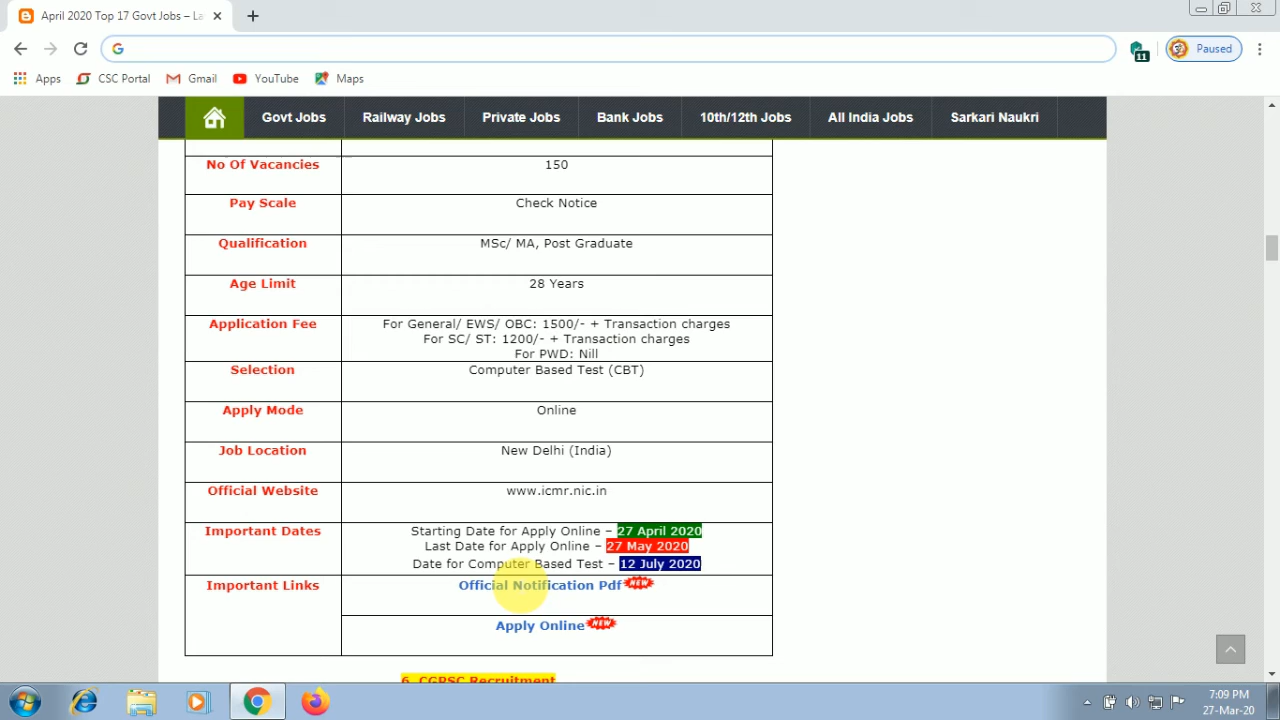 April 2020 Top 17 Govt Jobs – La
Paused
11
Apps
CSC Portal
Gmail
YouTube
Maps
Govt Jobs
Railway Jobs
Private Jobs
Bank Jobs
10th/12th Jobs
All India Jobs
Sarkari Naukri
No Of Vacancies
150
Pay Scale
Check Notice
Qualification
MSc/ MA, Post Graduate
Age Limit
28 Years
Application Fee
For General/ EWS/ OBC: 1500/- + Transaction charges
For SC/ ST: 1200/- + Transaction charges
For PWD: Nill
Selection
Computer Based Test (CBT)
Apply Mode
Online
Job Location
New Delhi (India)
Official Website
www.icmr.nic.in
Important Dates
Starting Date for Apply Online – 27 April 2020
Last Date for Apply Online – 27 May 2020
Date for Computer Based Test – 12 July 2020
Important Links
Official Notification Pdf NEW
Apply Online NEW
6. CGPSC Recruitment
7:09 PM
27-Mar-20